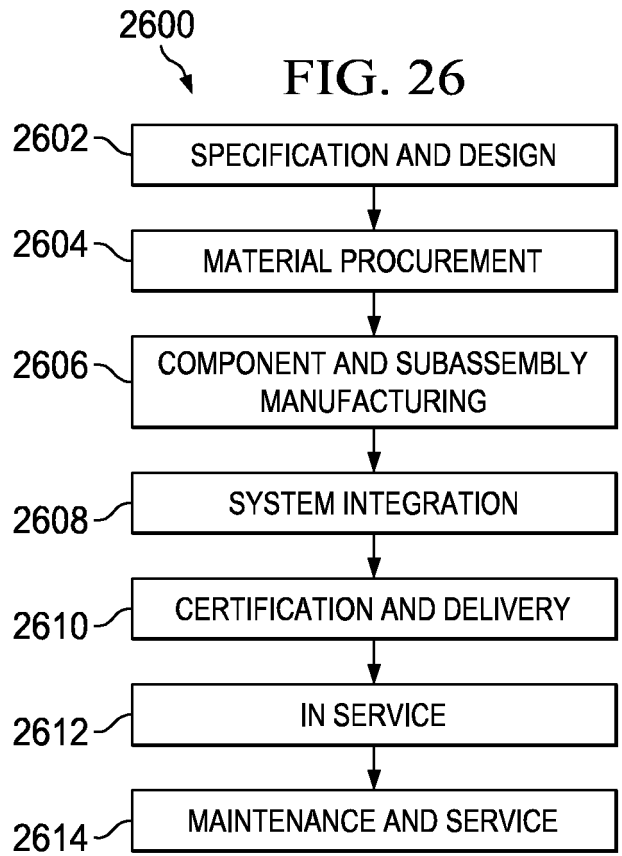 2600
FIG. 26
2602
SPECIFICATION AND DESIGN
2604
MATERIAL PROCUREMENT
2606
COMPONENT AND SUBASSEMBLY
MANUFACTURING
2608
SYSTEM INTEGRATION
2610
CERTIFICATION AND DELIVERY
2612
IN SERVICE
2614
MAINTENANCE AND SERVICE